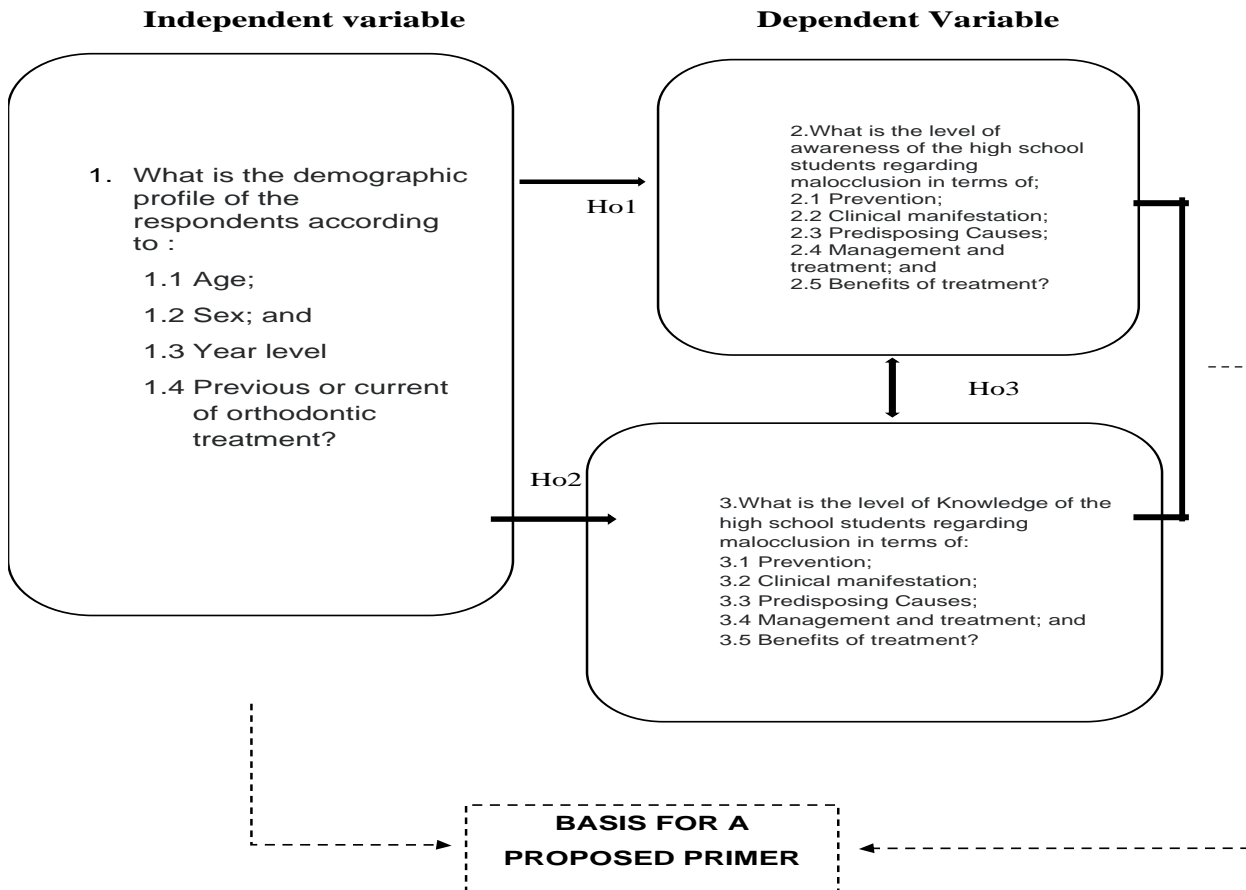 Independent variable
Dependent Variable
1. What is the demographic
profile of the
respondents according
to :
1.1 Age;
1.2 Sex; and
1.3 Year level
1.4 Previous or current
of orthodontic
treatment?
Ho1
2.What is the level of
awareness of the high school
students regarding
malocclusion in terms of;
2.1 Prevention;
2.2 Clinical manifestation;
2.3 Predisposing Causes;
2.4 Management and
treatment; and
2.5 Benefits of treatment?
Ho3
Ho2
3.What is the level of Knowledge of the
high school students regarding
malocclusion in terms of:
3.1 Prevention;
3.2 Clinical manifestation;
3.3 Predisposing Causes;
3.4 Management and treatment; and
3.5 Benefits of treatment?
BASIS FOR A
PROPOSED PRIMER